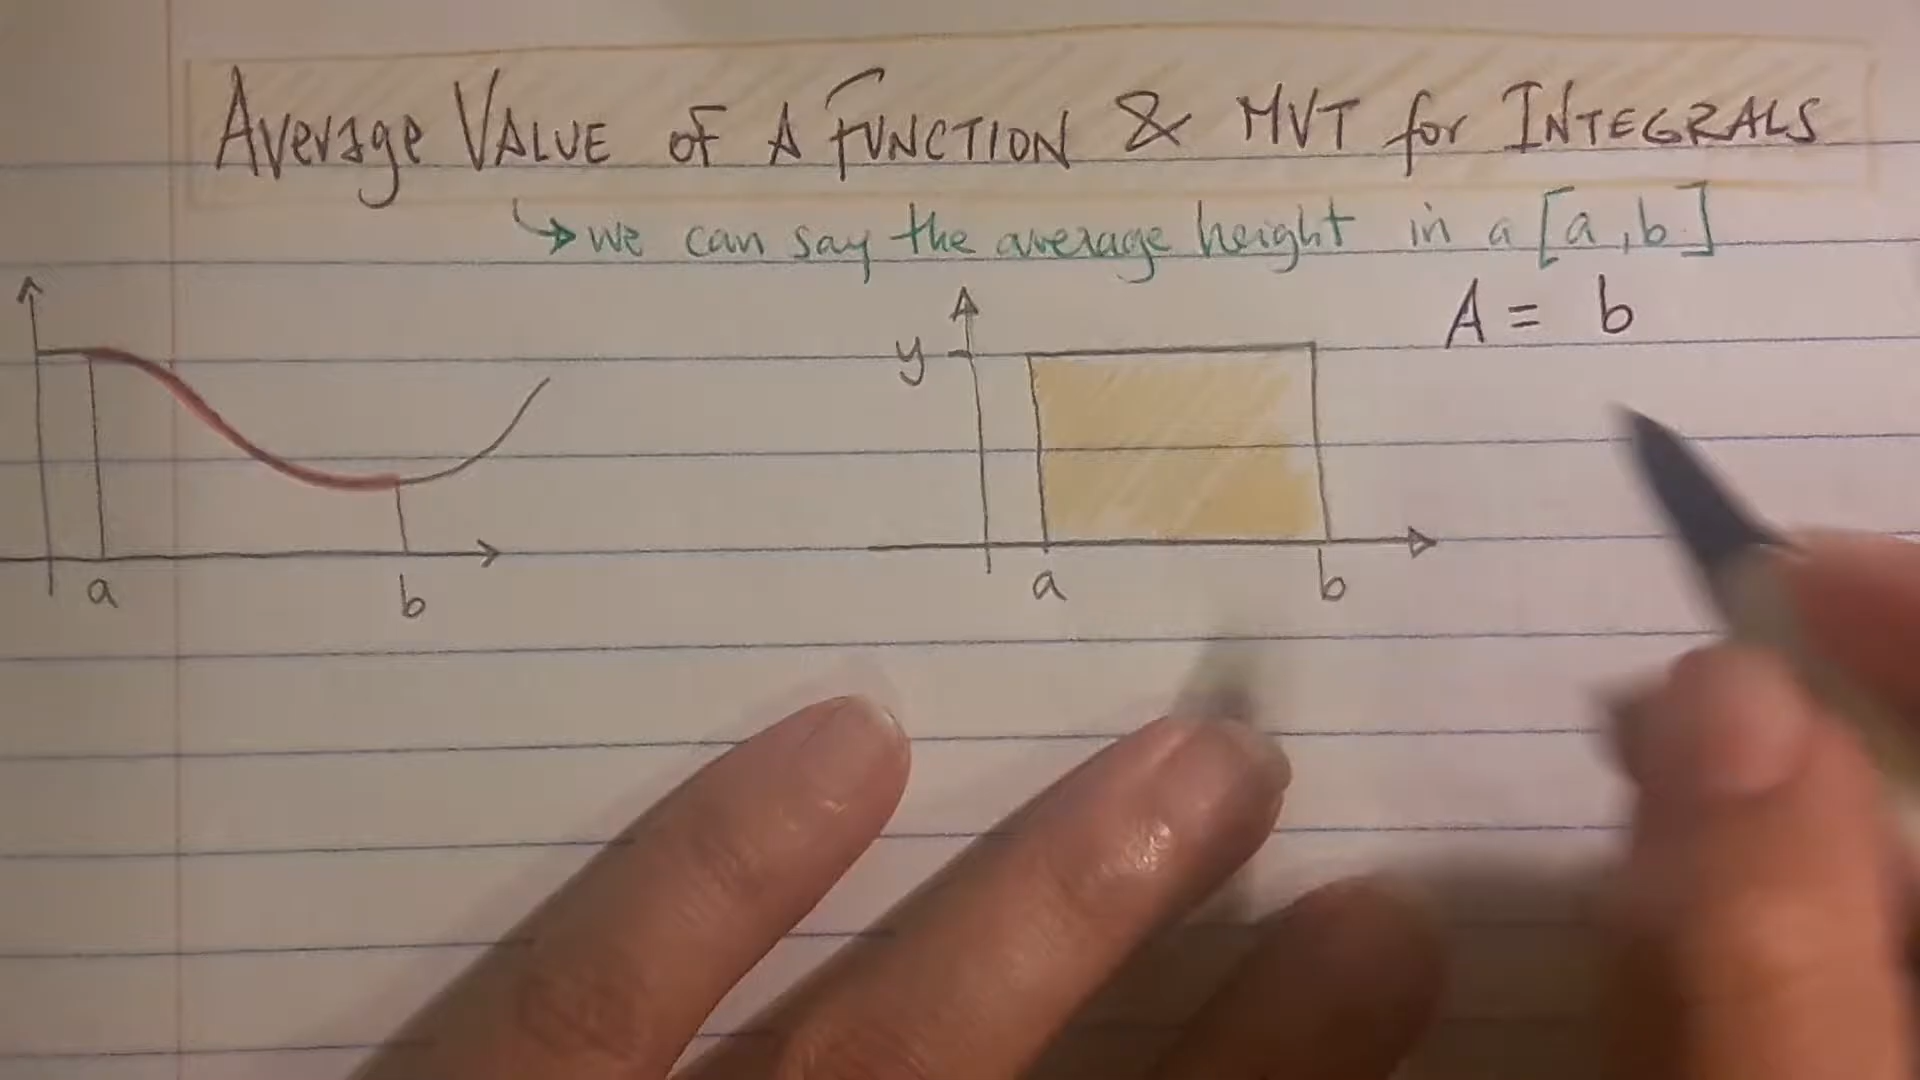 Average VALUE of A FUNCTION & MVT for INTEGRALS
we can say the average height in a [a,b]
A = b
y
a b
a b